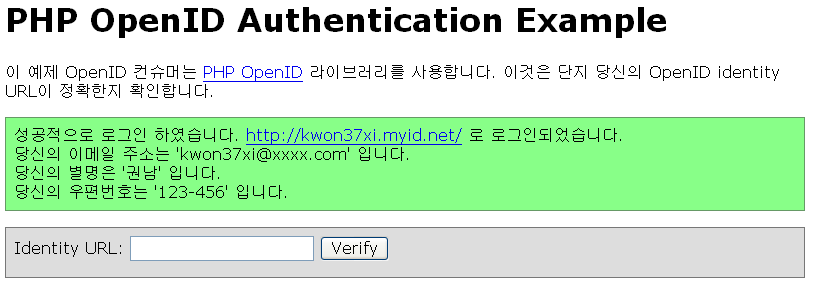 PHP OpenID Authentication Example
이 예제 OpenID 컨슈머는 PHP OpenID 라이브러리를 사용합니다. 이것은 단지 당신의 OpenID identity
URL이 정확한지 확인합니다.
성공적으로 로그인 하였습니다. http://kwon37xi.myid.net/ 로 로그인되었습니다.
당신의 이메일 주소는 'kwon37xi@xxxx.com' 입니다.
당신의 별명은 '권남' 입니다.
당신의 우편번호는 '123-456' 입니다.
Identity URL: Verify